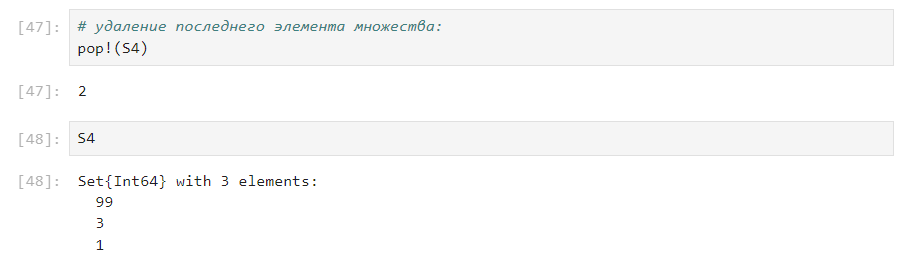 [47]: # удаление последнего элемента множества:
pop!(S4)
[47]: 2
[48]: S4
[48]: Set{Int64} with 3 elements:
99
3
1